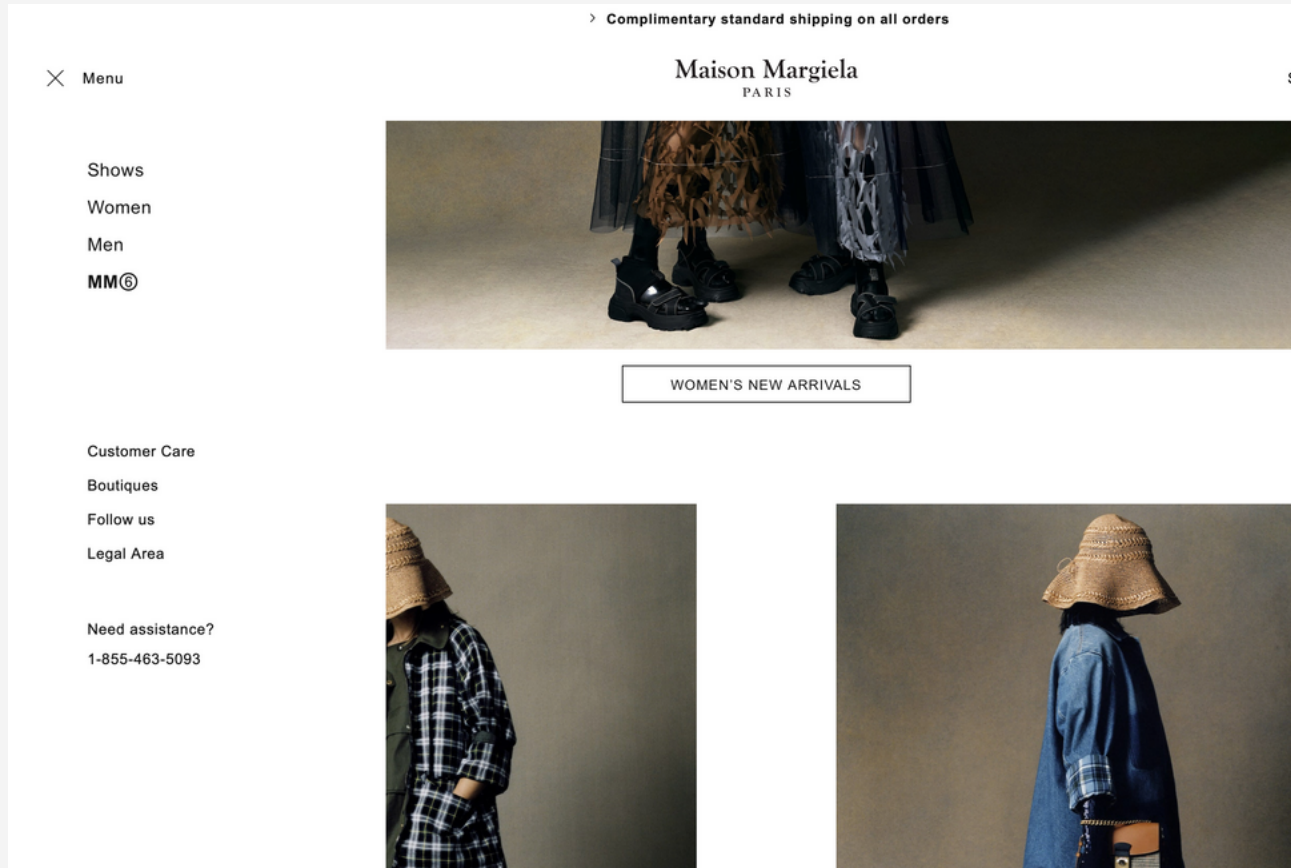 Complimentary standard shipping on all orders
Menu
Maison Margiela
PARIS
Shows
Women
Men
MM⑥
WOMEN'S NEW ARRIVALS
Customer Care
Boutiques
Follow us
Legal Area
Need assistance?
1-855-463-5093